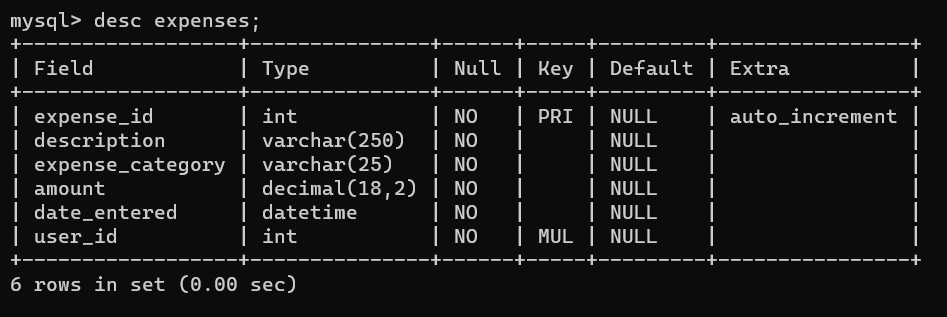 mysql> desc expenses;
+------------------+---------------+------+-----+---------+----------------+
| Field            | Type          | Null | Key | Default | Extra          |
+------------------+---------------+------+-----+---------+----------------+
| expense_id       | int           | NO   | PRI | NULL    | auto_increment |
| description      | varchar(250)  | NO   |     | NULL    |                |
| expense_category | varchar(25)   | NO   |     | NULL    |                |
| amount           | decimal(18,2) | NO   |     | NULL    |                |
| date_entered     | datetime      | NO   |     | NULL    |                |
| user_id          | int           | NO   | MUL | NULL    |                |
+------------------+---------------+------+-----+---------+----------------+
6 rows in set (0.00 sec)